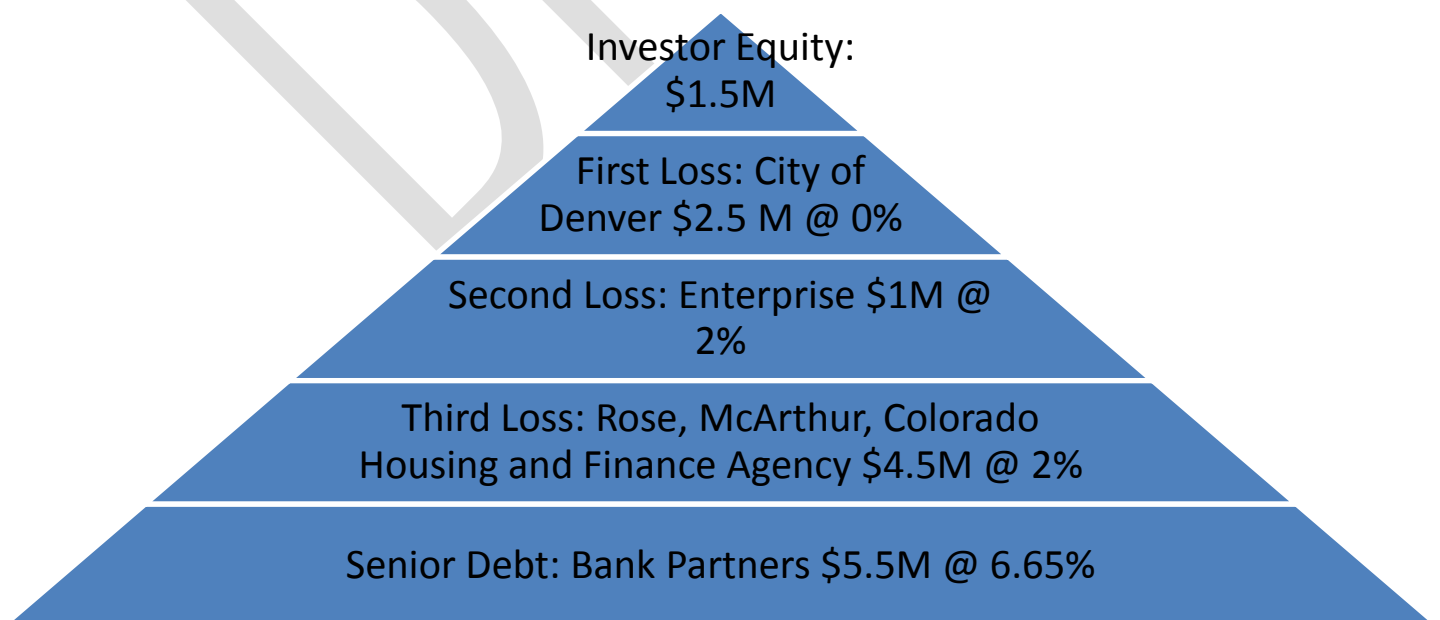 Investor Equity:
$1.5M
First Loss: City of
Denver $2.5 M @ 0%
Second Loss: Enterprise $1M @
2%
Third Loss: Rose, McArthur, Colorado
Housing and Finance Agency $4.5M @ 2%
Senior Debt: Bank Partners $5.5M @ 6.65%